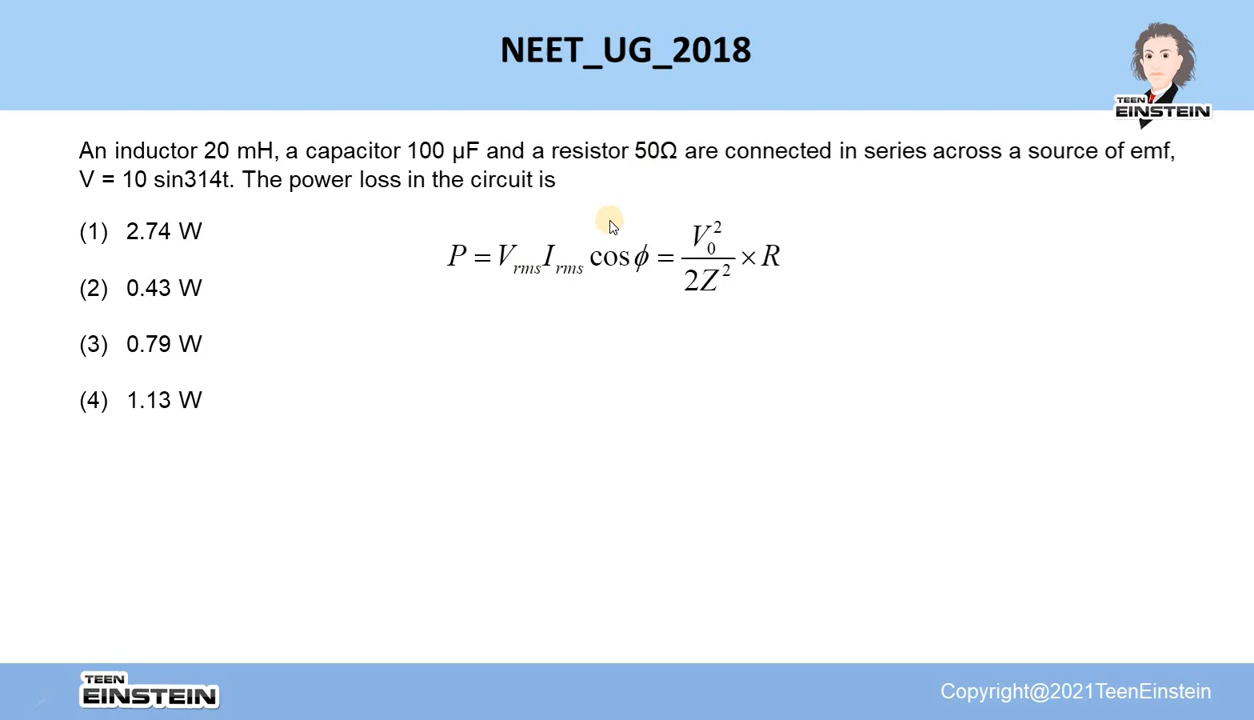 NEET_UG_2018
TEEN
EINSTEIN
An inductor 20 mH, a capacitor 100 μF and a resistor 50Ω are connected in series across a source of emf,
V = 10 sin314t. The power loss in the circuit is
(1) 2.74 W
(2) 0.43 W
(3) 0.79 W
(4) 1.13 W
P = V_rms I_rms cos ϕ = V_0^2 / 2Z^2 × R
TEEN
EINSTEIN
Copyright@2021TeenEinstein